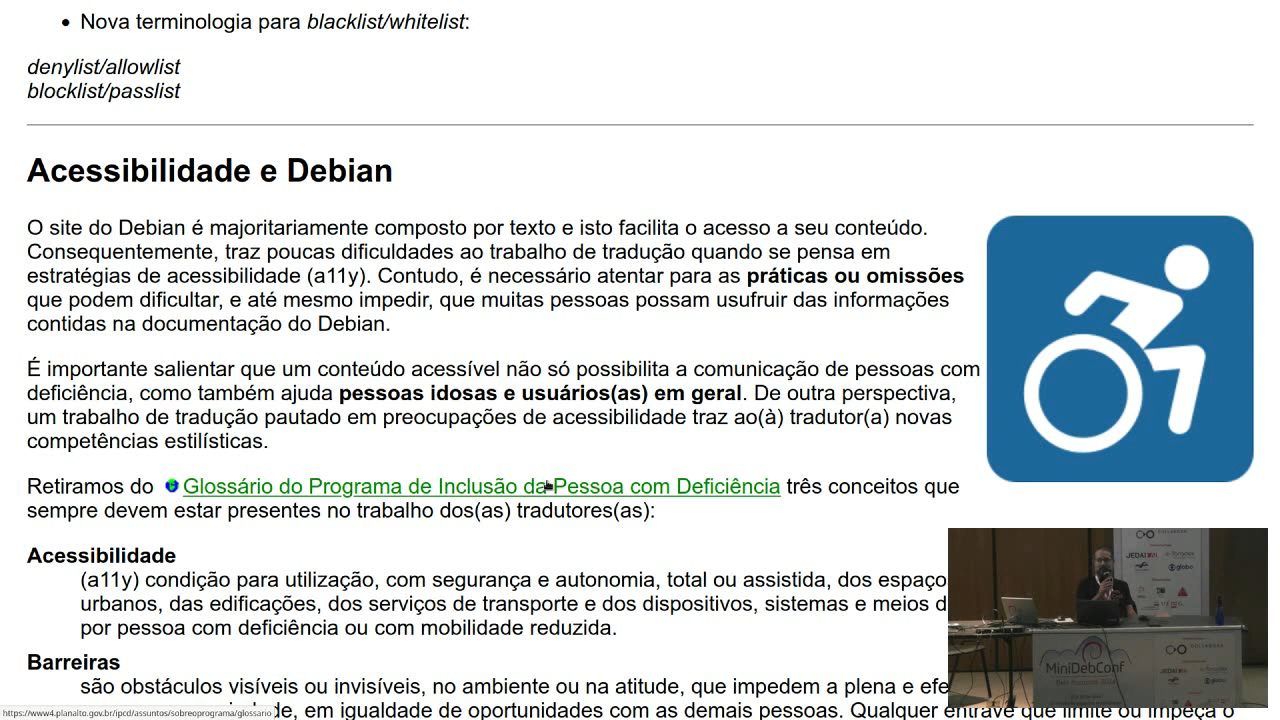 Nova terminologia para blacklist/whitelist:
denylist/allowlist
blocklist/passlist
Acessibilidade e Debian
O site do Debian é majoritariamente composto por texto e isto facilita o acesso a seu conteúdo.
Consequentemente, traz poucas dificuldades ao trabalho de tradução quando se pensa em
estratégias de acessibilidade (a11y). Contudo, é necessário atentar para as práticas ou omissões
que podem dificultar, e até mesmo impedir, que muitas pessoas possam usufruir das informações
contidas na documentação do Debian.
É importante salientar que um conteúdo acessível não só possibilita a comunicação de pessoas com
deficiência, como também ajuda pessoas idosas e usuários(as) em geral. De outra perspectiva,
um trabalho de tradução pautado em preocupações de acessibilidade traz ao(à) tradutor(a) novas
competências estilísticas.
Retiramos do Glossário do Programa de Inclusão da Pessoa com Deficiência três conceitos que
sempre devem estar presentes no trabalho dos(as) tradutores(as):
Acessibilidade
(a11y) condição para utilização, com segurança e autonomia, total ou assistida, dos espaço
urbanos, das edificações, dos serviços de transporte e dos dispositivos, sistemas e meios d
por pessoa com deficiência ou com mobilidade reduzida.
Barreiras
são obstáculos visíveis ou invisíveis, no ambiente ou na atitude, que impedem a plena e efe
de, em igualdade de oportunidades com as demais pessoas. Qualquer entrave que limite ou impeça o
https://www4.planalto.gov.br/ipcd/assuntos/sobreoprograma/glossario
COLLABORA
JEDAI
globo
MiniDebConf
COLLABORA
JEDAI
globo